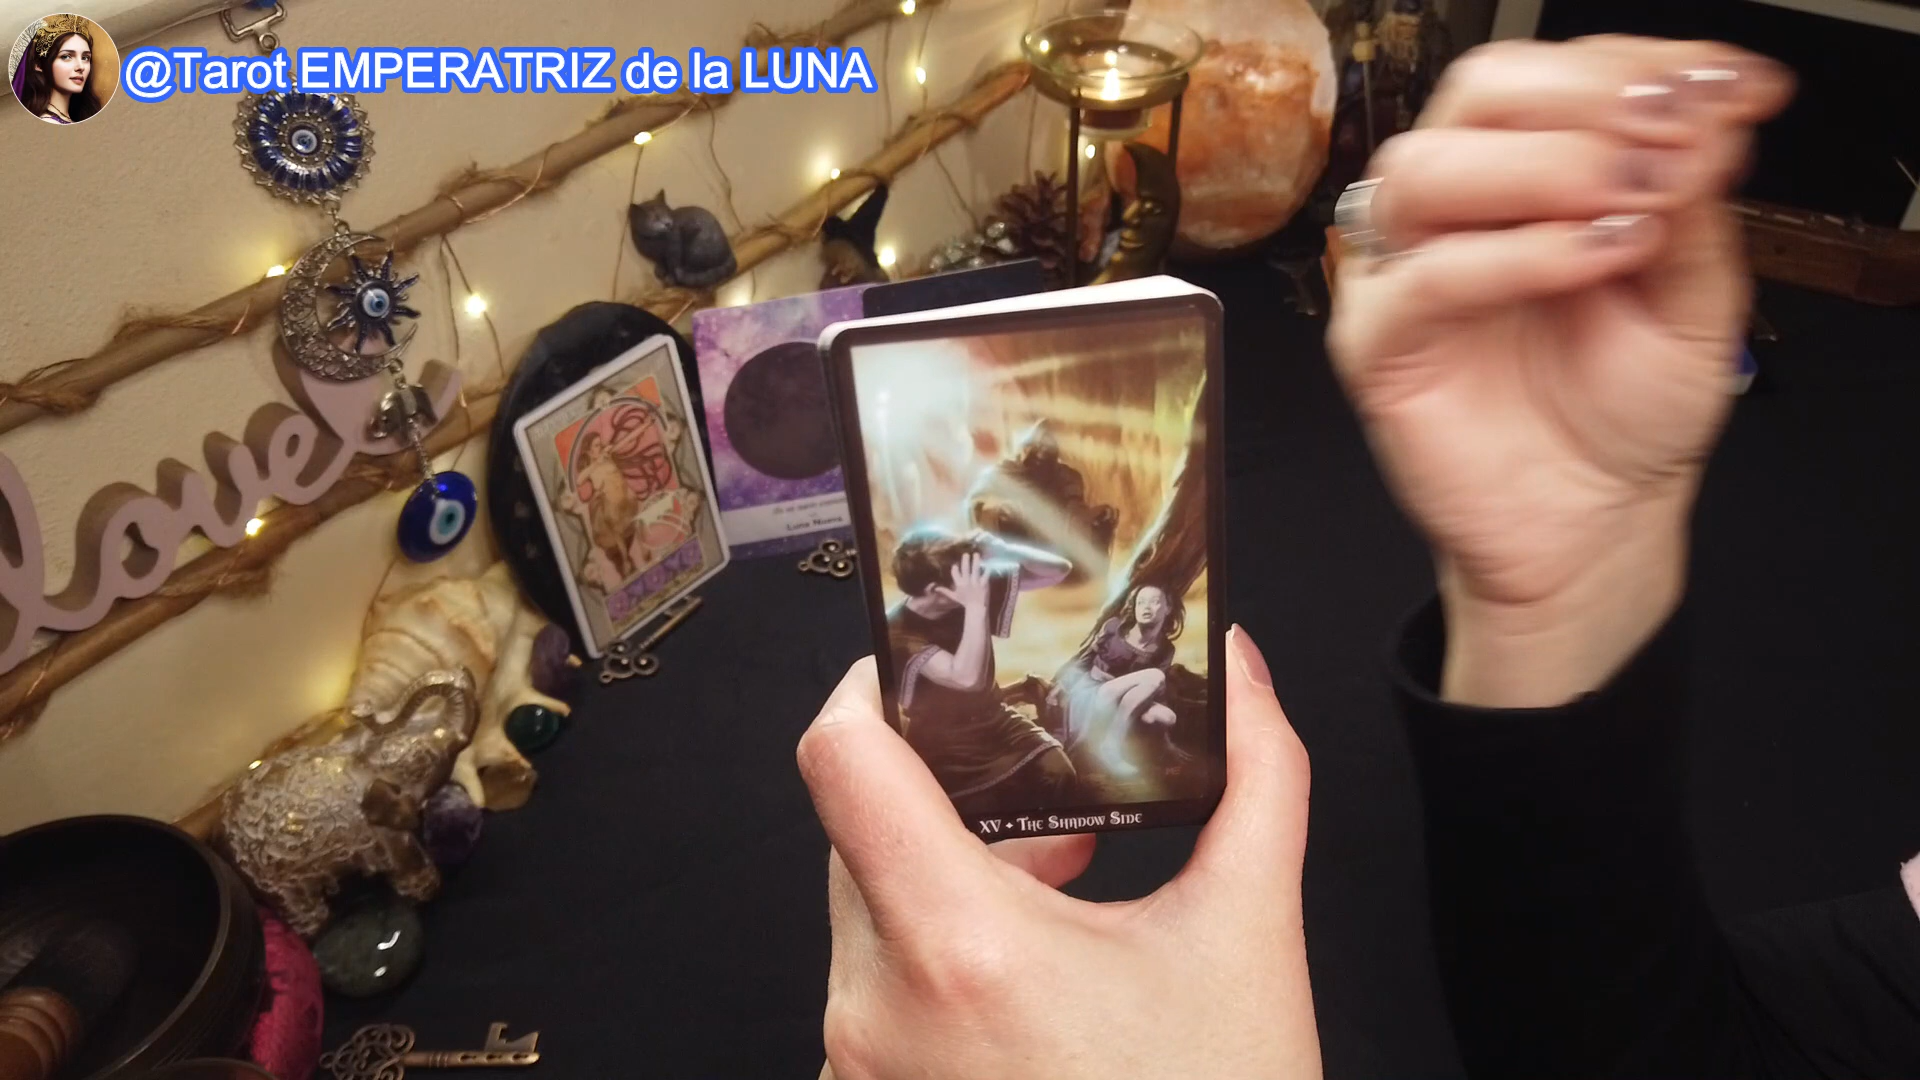 @Tarot EMPERATRIZ de la LUNA
love
Luna Nueva
XV • The Shadow Side